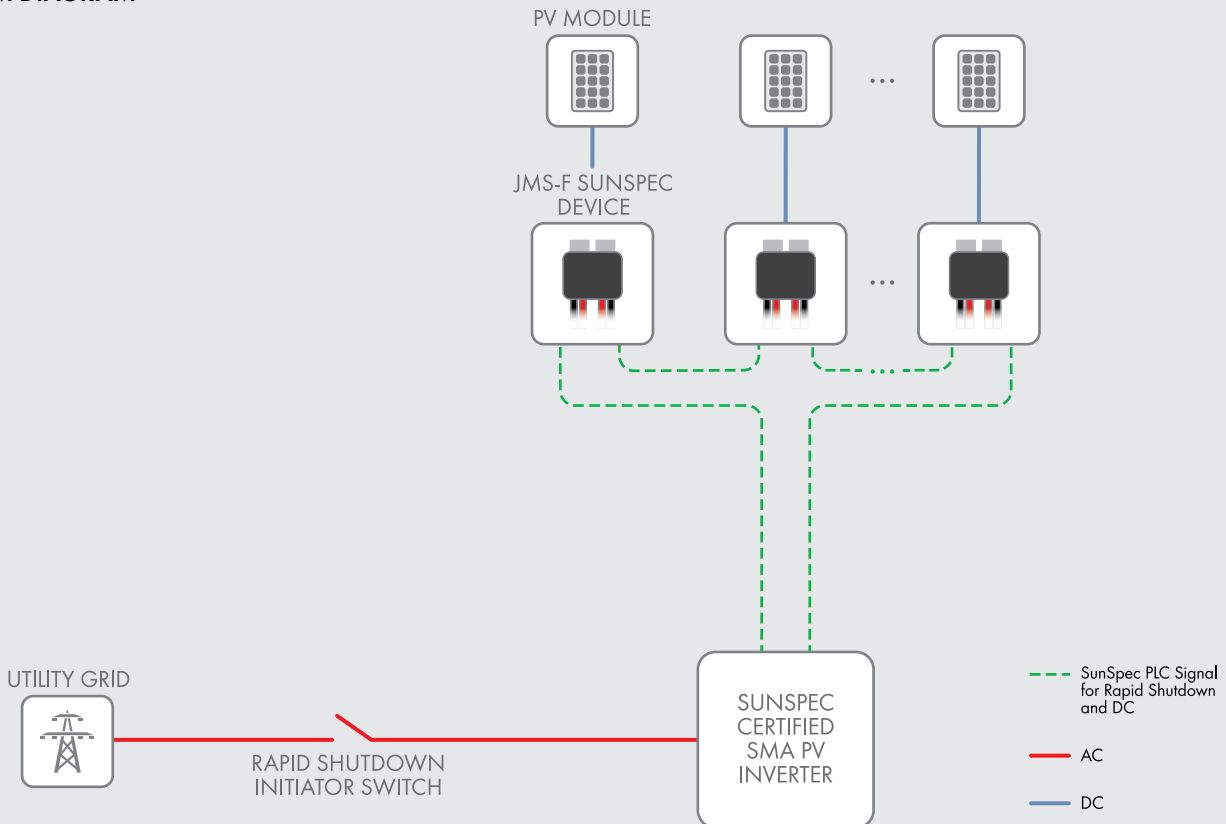 PV MODULE
...
JMS-F SUNSPEC
DEVICE
...
...
UTILITY GRID
RAPID SHUTDOWN
INITIATOR SWITCH
SUNSPEC
CERTIFIED
SMA PV
INVERTER
SunSpec PLC Signal
for Rapid Shutdown
and DC
AC
DC